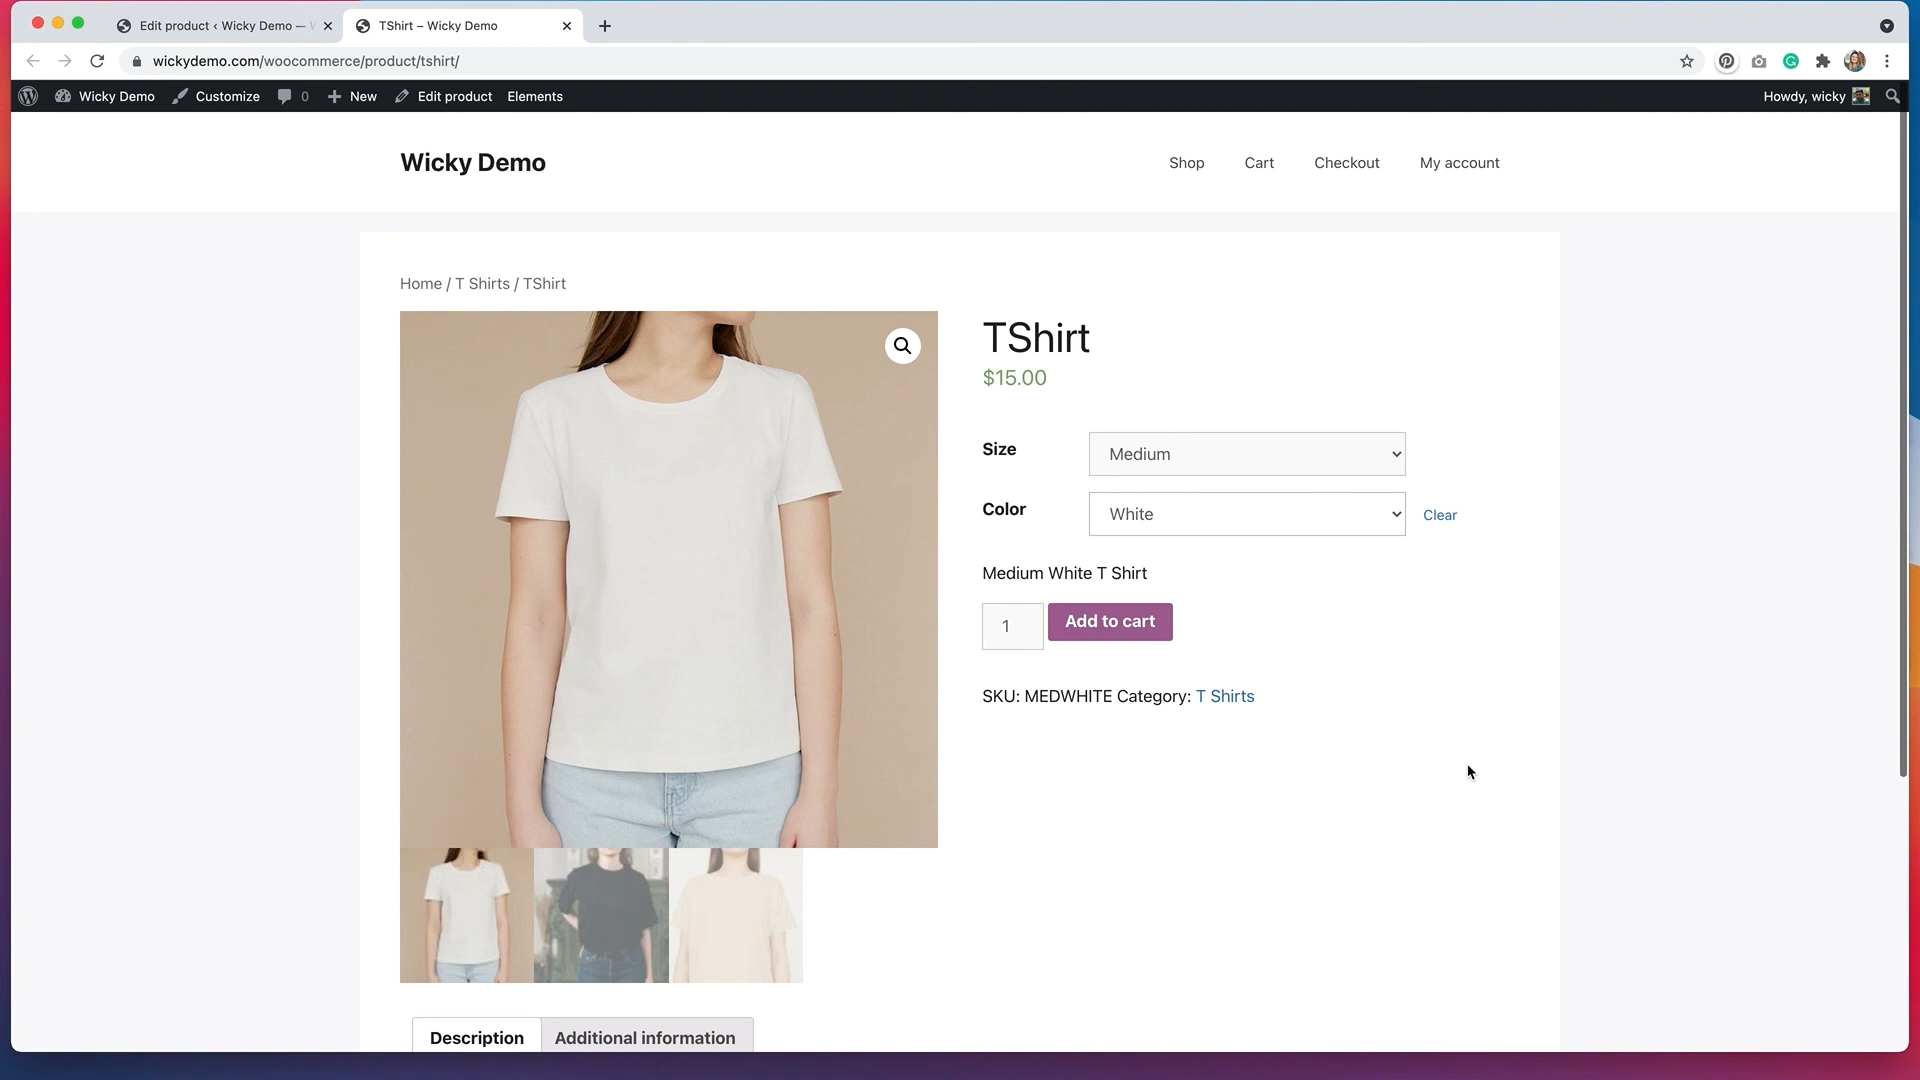 Edit product ‹ Wicky Demo —
TShirt – Wicky Demo
wickydemo.com/woocommerce/product/tshirt/
Wicky Demo Customize 0 New Edit product Elements Howdy, wicky
Wicky Demo
Shop Cart Checkout My account
Home / T Shirts / TShirt
TShirt
$15.00
Size Medium
Color White Clear
Medium White T Shirt
1 Add to cart
SKU: MEDWHITE Category: T Shirts
Description Additional information